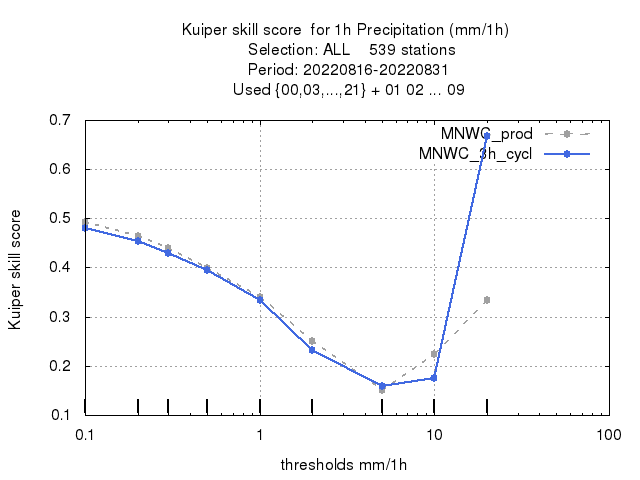 Kuiper skill score  for 1h Precipitation (mm/1h)
Selection: ALL    539 stations
Period: 20220816-20220831
Used {00,03,...,21} + 01 02 ... 09
MNWC_prod
MNWC_3h_cycl
0.7
0.6
0.5
0.4
0.3
0.2
0.1
Kuiper skill score
0.1
1
10
100
thresholds mm/1h